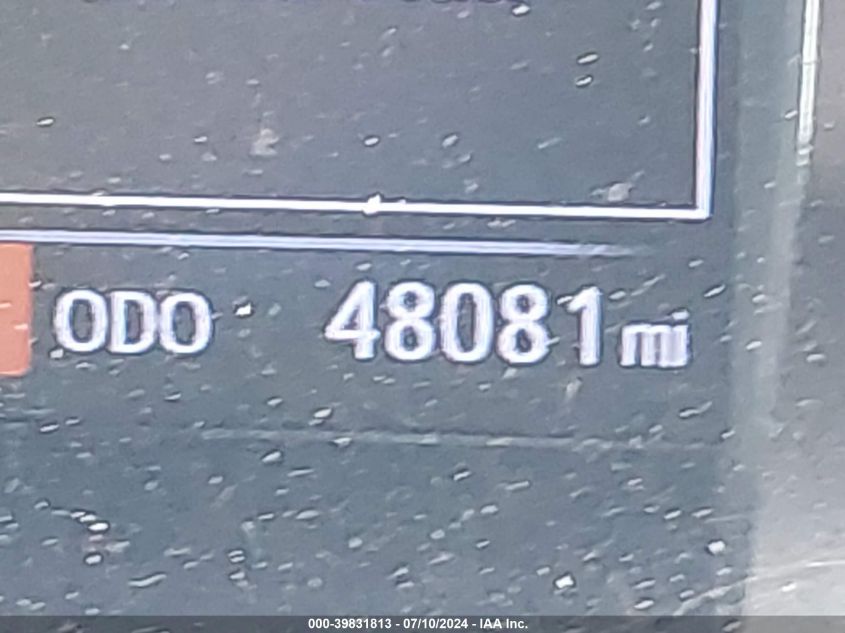 ODO 48081 mi
000-39831813 - 07/10/2024 - IAA Inc.